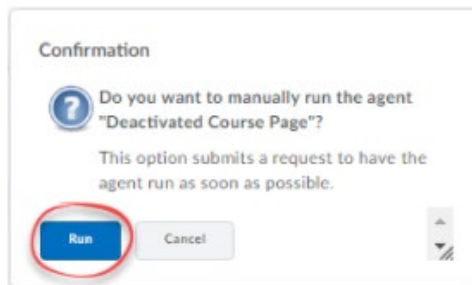 Confirmation
Do you want to manually run the agent
"Deactivated Course Page"?
This option submits a request to have the
agent run as soon as possible.
Run
Cancel